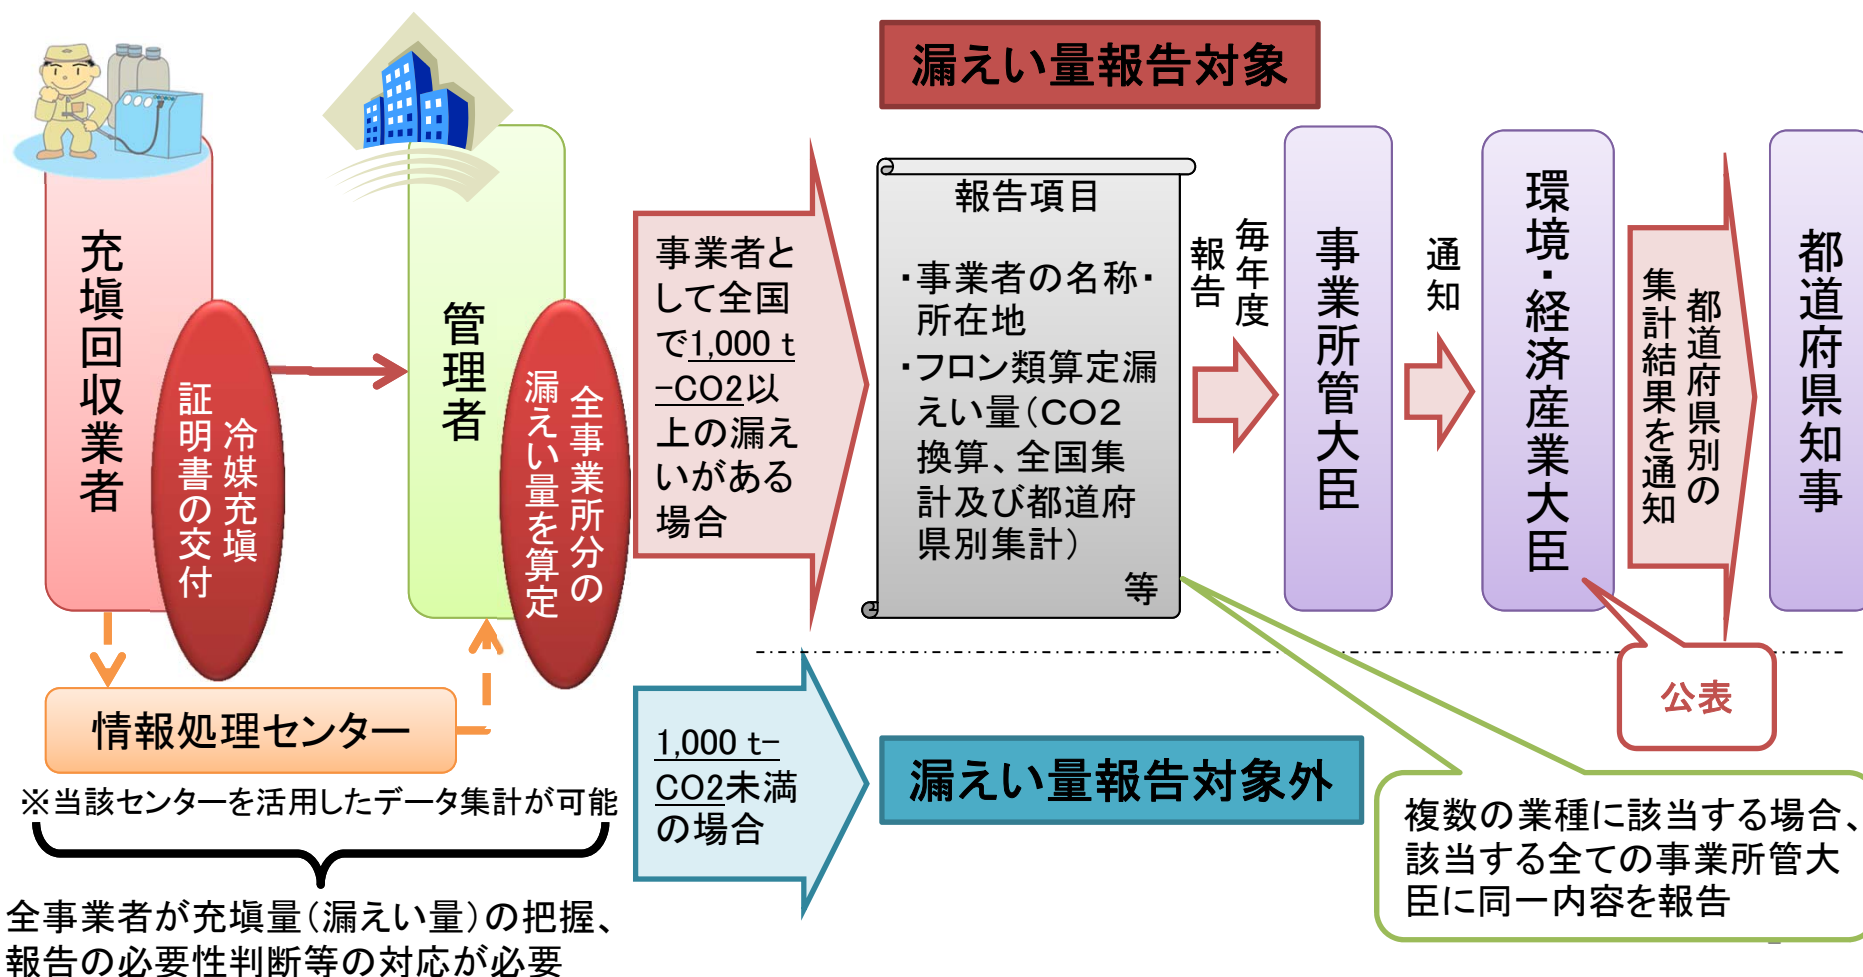 漏えい量報告対象
充塡回収業者
冷媒充塡
証明書の交付
管理者
全事業所分の
漏えい量を算定
事業者と
して全国
で1,000 t
-CO2以
上の漏え
いがある
場合
報告項目
・事業者の名称・
所在地
・フロン類算定漏
えい量(CO2
換算、全国集
計及び都道府
県別集計)
等
毎年度
報告
事業所管大臣
通知
環境・経済産業大臣
都道府県別の
集計結果を通知
都道府県知事
公表
情報処理センター
※当該センターを活用したデータ集計が可能
全事業者が充塡量(漏えい量)の把握、
報告の必要性判断等の対応が必要
1,000 t-
CO2未満
の場合
漏えい量報告対象外
複数の業種に該当する場合、
該当する全ての事業所管大
臣に同一内容を報告